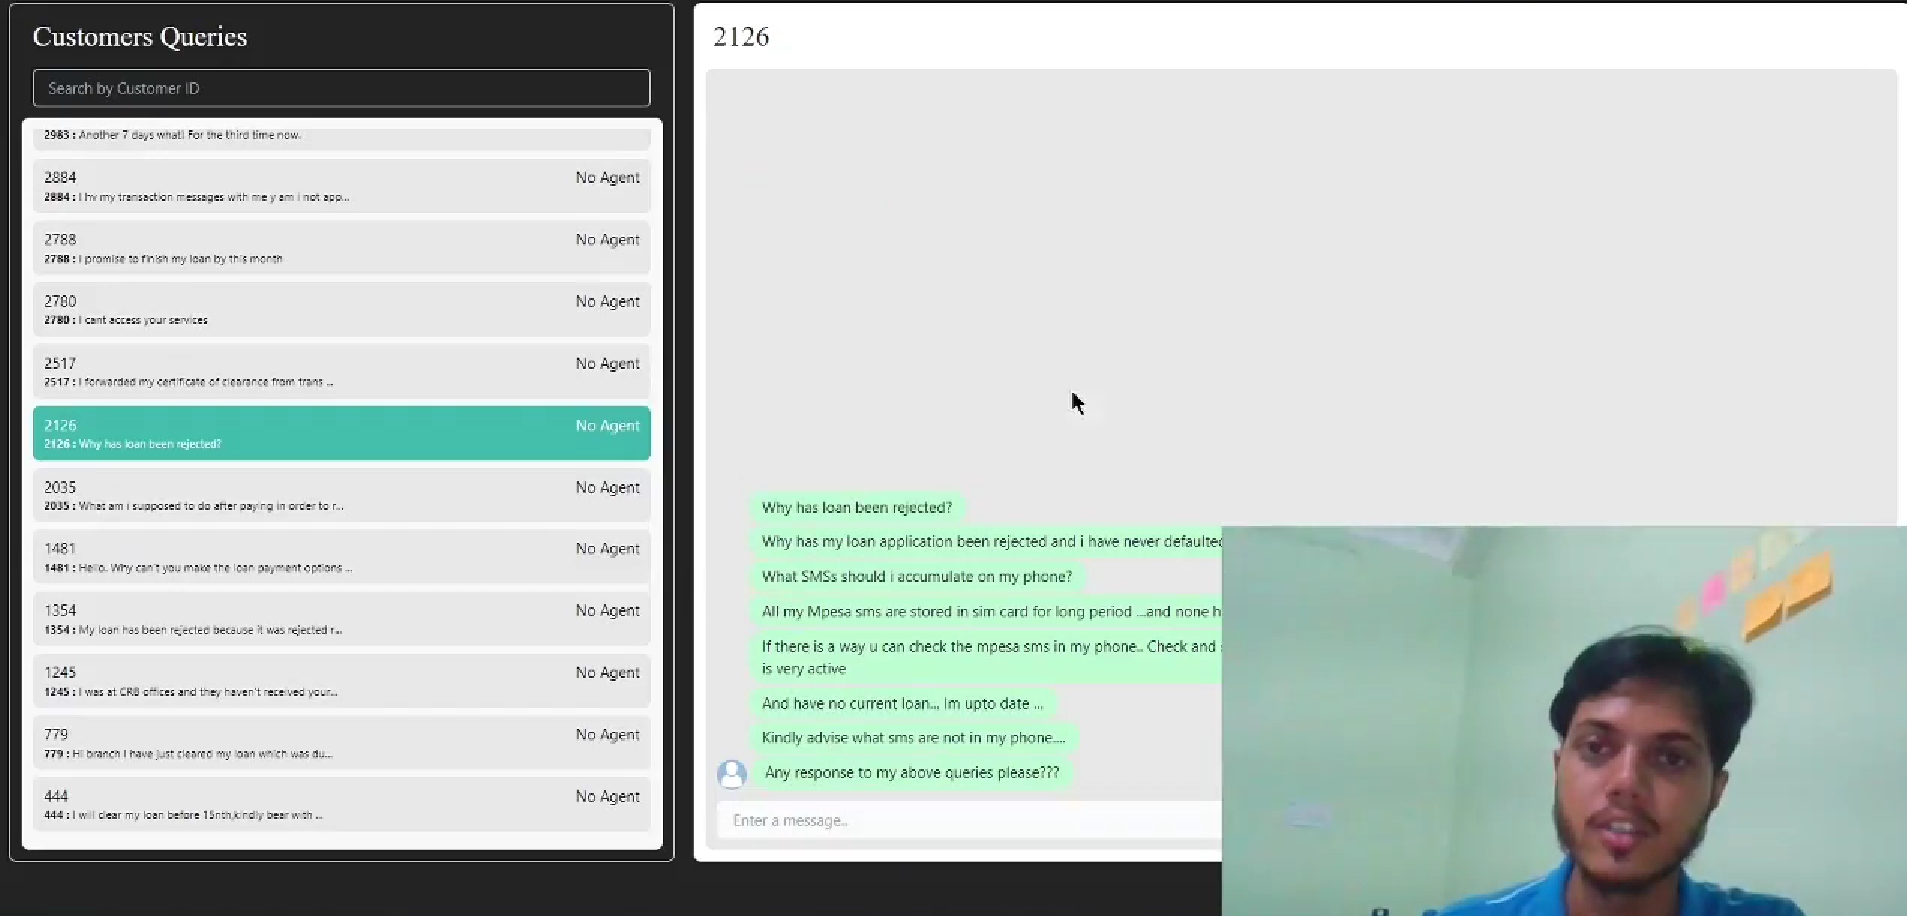 Customers Queries
Search by Customer ID
2983 : Another 7 days what! For the third time now.
2884
No Agent
2884 : I hv my transaction messages with me y am i not app...
2788
No Agent
2788 : I promise to finish my loan by this month
2780
No Agent
2780 : I cant access your services
2517
No Agent
2517 : I forwarded my certificate of clearance from trans ...
2126
No Agent
2126 : Why has loan been rejected?
2035
No Agent
2035 : What am i supposed to do after paying in order to r...
1481
No Agent
1481 : Hello. Why can't you make the loan payment options ...
1354
No Agent
1354 : My loan has been rejected because it was rejected r...
1245
No Agent
1245 : I was at CRB offices and they haven't received your...
779
No Agent
779 : Hi branch I have just cleared my loan which was du...
444
No Agent
444 : I will clear my loan before 15nth,kindly bear with ...
2126
Why has loan been rejected?
Why has my loan application been rejected and i have never defaulted
What SMSs should i accumulate on my phone?
All my Mpesa sms are stored in sim card for long period ...and none h
If there is a way u can check the mpesa sms in my phone.. Check and
is very active
And have no current loan... Im upto date ...
Kindly advise what sms are not in my phone....
Any response to my above queries please???
Enter a message..